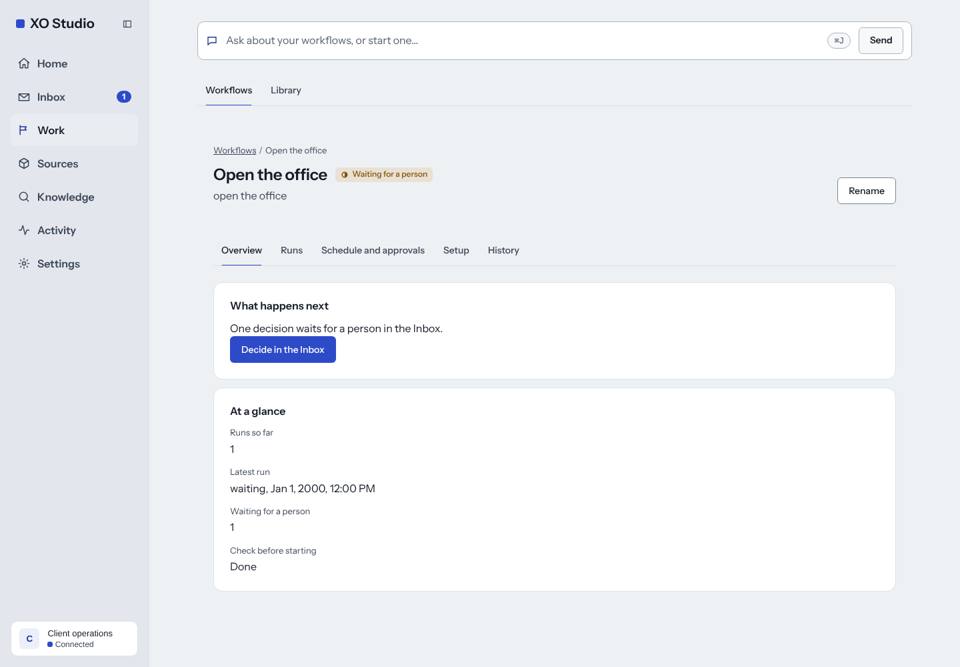 XO Studio
Home
Inbox 1
Work
Sources
Knowledge
Activity
Settings
C
Client operations
Connected
Ask about your workflows, or start one...
⌘J
Send
Workflows Library
Workflows / Open the office
Open the office Waiting for a person
open the office
Rename
Overview Runs Schedule and approvals Setup History
What happens next
One decision waits for a person in the Inbox.
Decide in the Inbox
At a glance
Runs so far
1
Latest run
waiting, Jan 1, 2000, 12:00 PM
Waiting for a person
1
Check before starting
Done